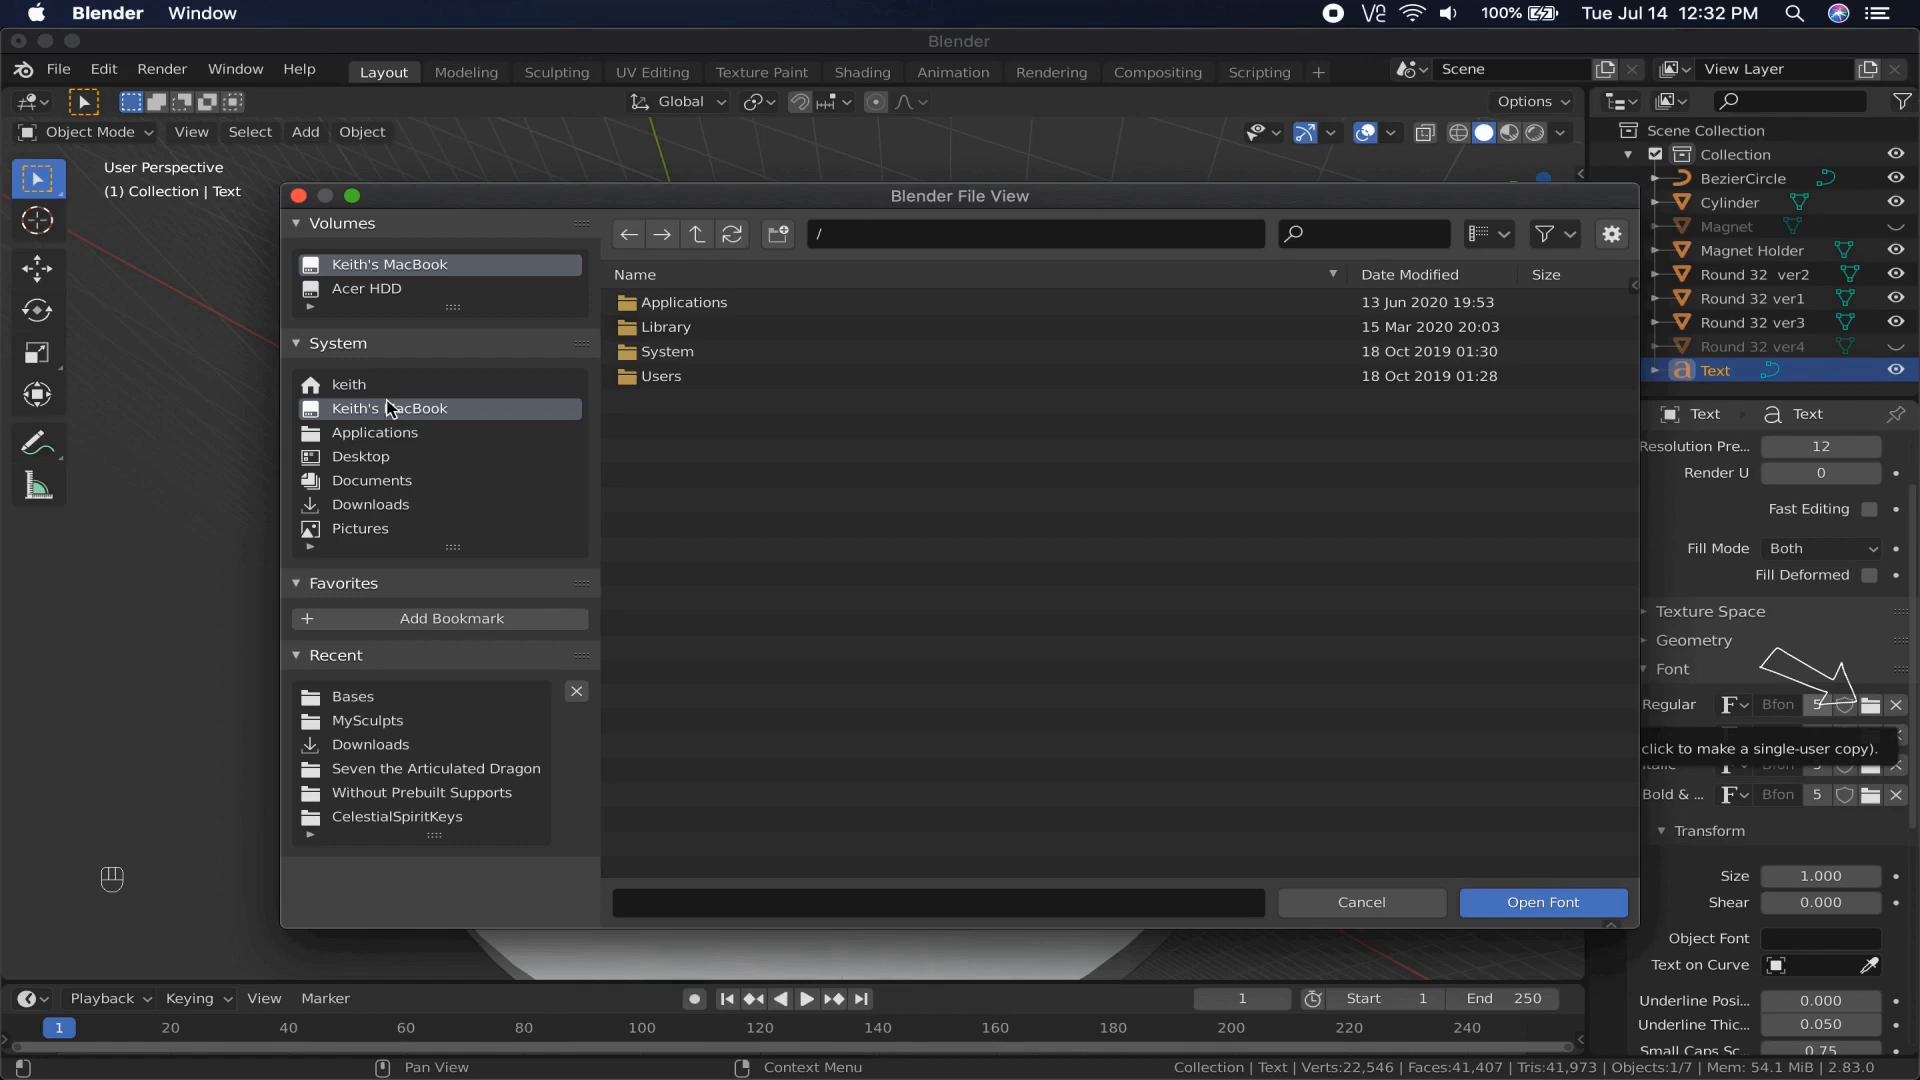 Blender Window 100% Tue Jul 14 12:32 PM
Blender
File Edit Render Window Help Layout Modeling Sculpting UV Editing Texture Paint Shading Animation Rendering Compositing Scripting + Scene View Layer
Global Options
Object Mode View Select Add Object
User Perspective
(1) Collection | Text
Scene Collection
Collection
BezierCircle
Cylinder
Magnet
Magnet Holder
Round 32 ver2
Round 32 ver1
Round 32 ver3
Round 32 ver4
Text
Blender File View
Volumes
Keith's MacBook
Acer HDD
System
keith
Keith's MacBook
Applications
Desktop
Documents
Downloads
Pictures
Favorites
+ Add Bookmark
Recent
Bases
MySculpts
Downloads
Seven the Articulated Dragon
Without Prebuilt Supports
CelestialSpiritKeys
/
Name Date Modified Size
Applications 13 Jun 2020 19:53
Library 15 Mar 2020 20:03
System 18 Oct 2019 01:30
Users 18 Oct 2019 01:28
Cancel Open Font
Text Text
Resolution Pre... 12
Render U 0
Fast Editing
Fill Mode Both
Fill Deformed
Texture Space
Geometry
Font
Regular F Bfon 5
click to make a single-user copy).
Bold & ... F Bfon 5
Transform
Size 1.000
Shear 0.000
Object Font
Text on Curve
Underline Posi... 0.000
Underline Thic... 0.050
Small Caps Sc... 0.75
Playback Keying View Marker 1 Start 1 End 250
1 20 40 60 80 100 120 140 160 180 200 220 240
Pan View Context Menu Collection | Text | Verts:22,546 | Faces:41,407 | Tris:41,973 | Objects:1/7 | Mem: 54.1 MiB | 2.83.0